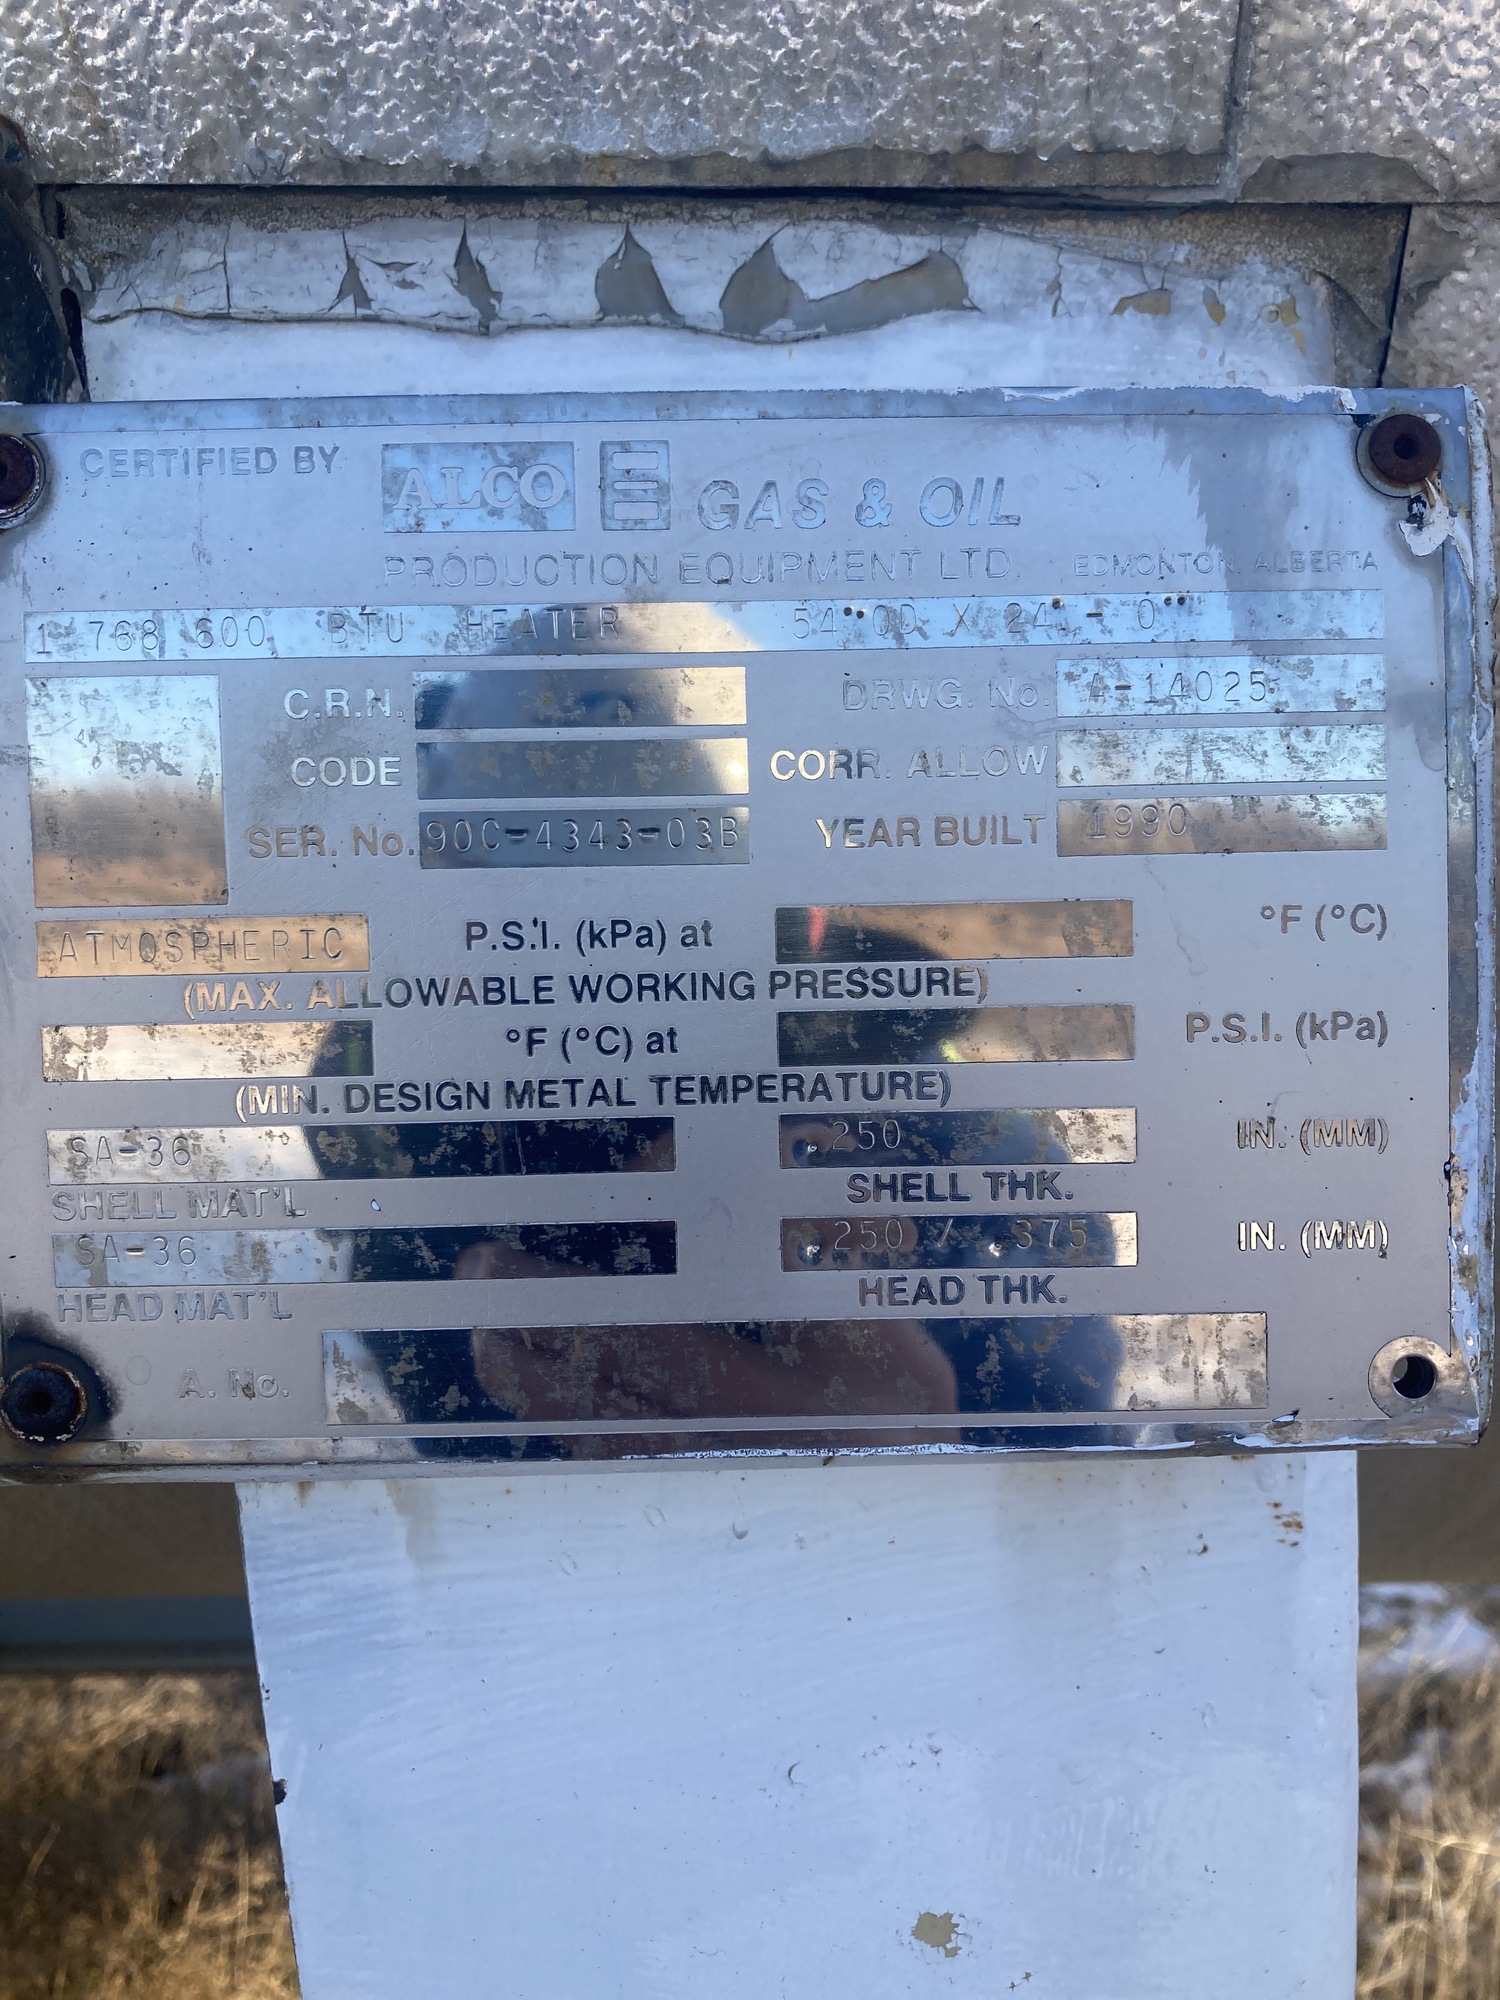 CERTIFIED BY ALCO GAS & OIL
PRODUCTION EQUIPMENT LTD. EDMONTON, ALBERTA
1 768 600 BTU HEATER 54" OD X 24' - 0"
C.R.N. DRWG. No. A-14025
CODE CORR. ALLOW
SER. No. 90C-4343-03B YEAR BUILT 1990
ATMOSPHERIC P.S.I. (kPa) at °F (°C)
(MAX. ALLOWABLE WORKING PRESSURE)
°F (°C) at P.S.I. (kPa)
(MIN. DESIGN METAL TEMPERATURE)
SA-36 .250 IN. (MM)
SHELL MAT'L SHELL THK.
SA-36 .250 / .375 IN. (MM)
HEAD MAT'L HEAD THK.
A. No.